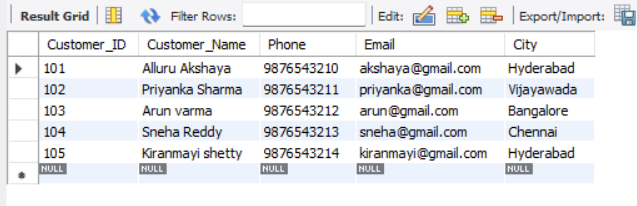 Result Grid Filter Rows: Edit: Export/Import:
Customer_ID Customer_Name Phone Email City
101 Alluru Akshaya 9876543210 akshaya@gmail.com Hyderabad
102 Priyanka Sharma 9876543211 priyanka@gmail.com Vijayawada
103 Arun varma 9876543212 arun@gmail.com Bangalore
104 Sneha Reddy 9876543213 sneha@gmail.com Chennai
105 Kiranmayi shetty 9876543214 kiranmayi@gmail.com Hyderabad
NULL NULL NULL NULL NULL